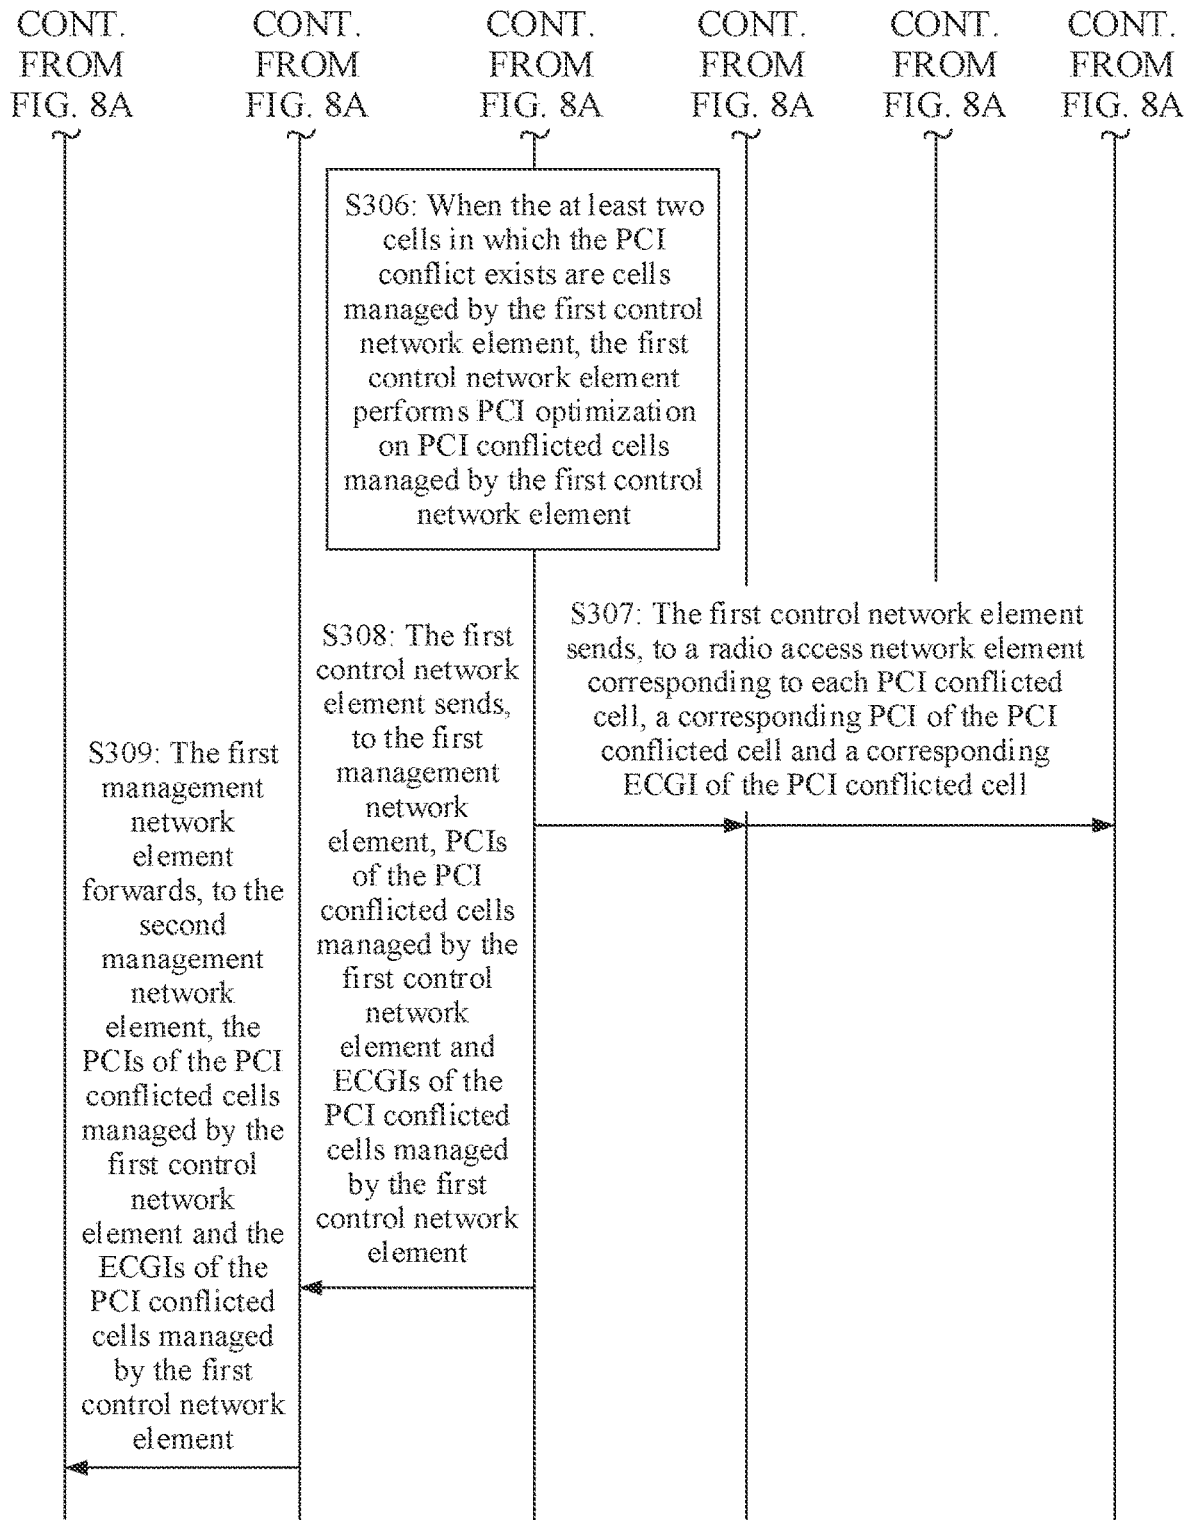 CONT.
FROM
FIG. 8A
CONT.
FROM
FIG. 8A
CONT.
FROM
FIG. 8A
CONT.
FROM
FIG. 8A
CONT.
FROM
FIG. 8A
CONT.
FROM
FIG. 8A
S306: When the at least two
cells in which the PCI
conflict exists are cells
managed by the first control
network element, the first
control network element
performs PCI optimization
on PCI conflicted cells
managed by the first control
network element
S307: The first control network element
sends, to a radio access network element
corresponding to each PCI conflicted
cell, a corresponding PCI of the PCI
conflicted cell and a corresponding
ECGI of the PCI conflicted cell
S308: The first
control network
element sends,
to the first
management
network
element, PCIs
of the PCI
conflicted cells
managed by the
first control
network
element and
ECGIs of the
PCI conflicted
cells managed
by the first
control network
element
S309: The first
management
network
element
forwards, to the
second
management
network
element, the
PCIs of the PCI
conflicted cells
managed by the
first control
network
element and the
ECGIs of the
PCI conflicted
cells managed
by the first
control network
element